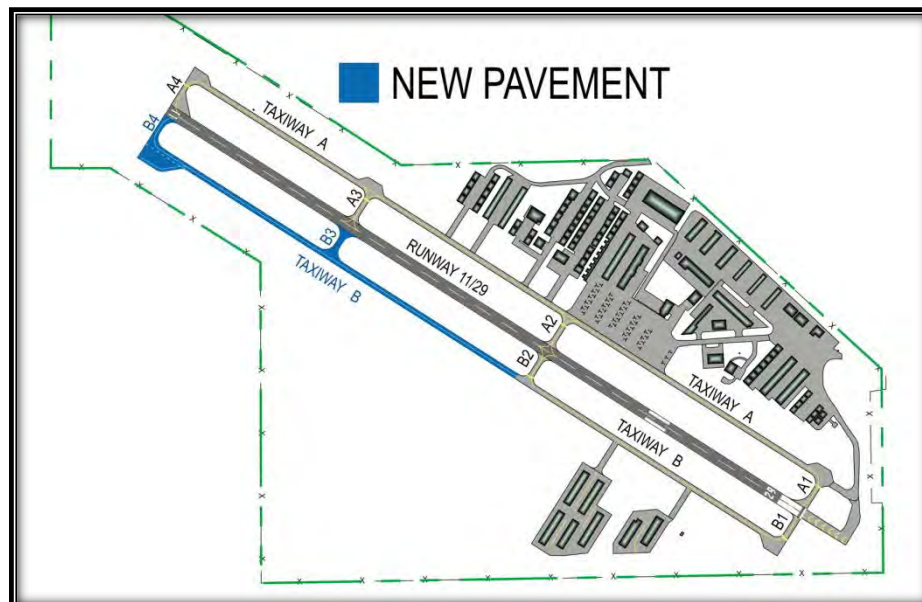 NEW PAVEMENT
A4
TAXIWAY A
B4
A3
B3
RUNWAY 11/29
TAXIWAY B
A2
B2
TAXIWAY A
TAXIWAY B
A1
29
B1